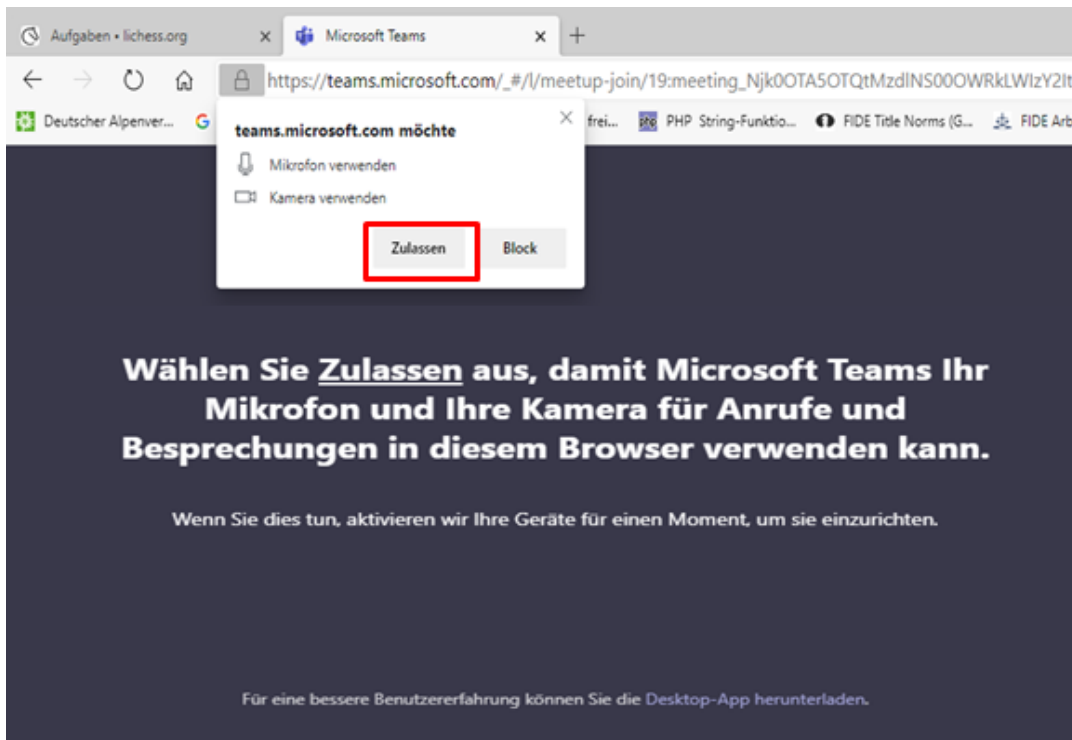 Aufgaben • lichess.org
Microsoft Teams
https://teams.microsoft.com/_#/l/meetup-join/19:meeting_Njk0OTA5OTQtMzdlNS00OWRkLWIzY2It
Deutscher Alpenver...
frei...
PHP String-Funktio...
FIDE Title Norms (G...
FIDE Arb
teams.microsoft.com möchte
Mikrofon verwenden
Kamera verwenden
Zulassen
Block
Wählen Sie Zulassen aus, damit Microsoft Teams Ihr
Mikrofon und Ihre Kamera für Anrufe und
Besprechungen in diesem Browser verwenden kann.
Wenn Sie dies tun, aktivieren wir Ihre Geräte für einen Moment, um sie einzurichten.
Für eine bessere Benutzererfahrung können Sie die Desktop-App herunterladen.